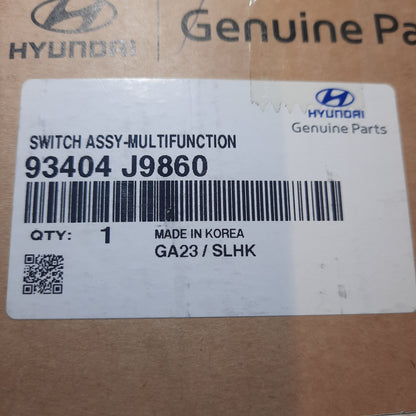 HYUNDAI
Genuine Pa
HYUNDAI
Genuine Parts
SWITCH ASSY-MULTIFUNCTION
93404 J9860
QTY: 1
MADE IN KOREA
GA23 / SLHK